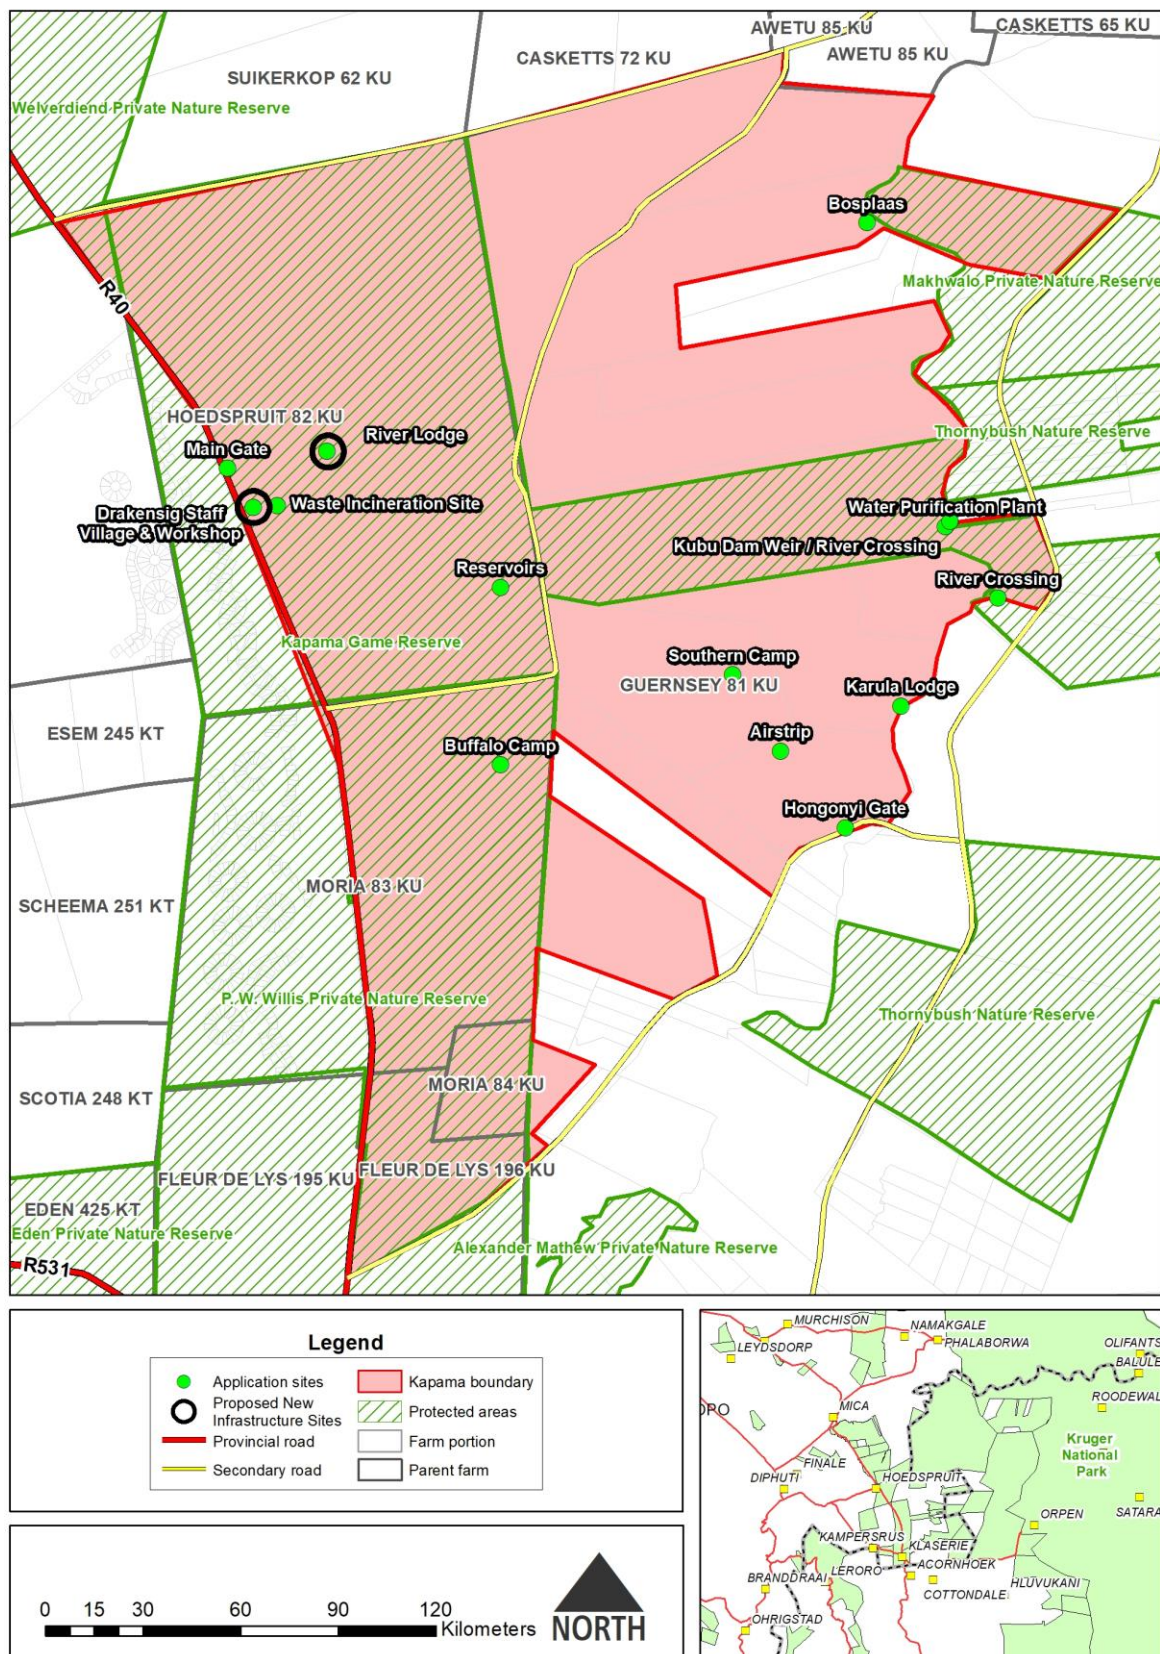 AWETU 85 KU
CASKETTS 65 KU
CASKETTS 72 KU
AWETU 85 KU
SUIKERKOP 62 KU
Welverdiend Private Nature Reserve
Bosplaas
Makhwalo Private Nature Reserve
R40
HOEDSPRUIT 82 KU
River Lodge
Main Gate
Thornybush Nature Reserve
Waste Incineration Site
Drakensig Staff
Village & Workshop
Water Purification Plant
Kubu Dam Weir / River Crossing
Reservoirs
River Crossing
Kapama Game Reserve
Southern Camp
GUERNSEY 81 KU
Karula Lodge
ESEM 245 KT
Airstrip
Buffalo Camp
Hongonyi Gate
MORIA 83 KU
SCHEEMA 251 KT
P. W. Willis Private Nature Reserve
Thornybush Nature Reserve
MORIA 84 KU
SCOTIA 248 KT
FLEUR DE LYS 195 KU
FLEUR DE LYS 196 KU
EDEN 425 KT
Eden Private Nature Reserve
Alexander Mathew Private Nature Reserve
R531
Legend
Application sites
Proposed New
Infrastructure Sites
Provincial road
Secondary road
Kapama boundary
Protected areas
Farm portion
Parent farm
0 15 30 60 90 120
Kilometers
NORTH
MURCHISON
NAMAKGALE
LEYDSDORP
PHALABORWA
OLIFANTS
BALULE
ROODEWAL
MICA
OPO
Kruger
National
Park
FINALE
DIPHUTI
HOEDSPRUIT
SATARA
ORPEN
KAMPERSRUS
KLASERIE
ACORNHOEK
LERORO
BRANDDRAAI
HLUVUKANI
COTTONDALE
OHRIGSTAD